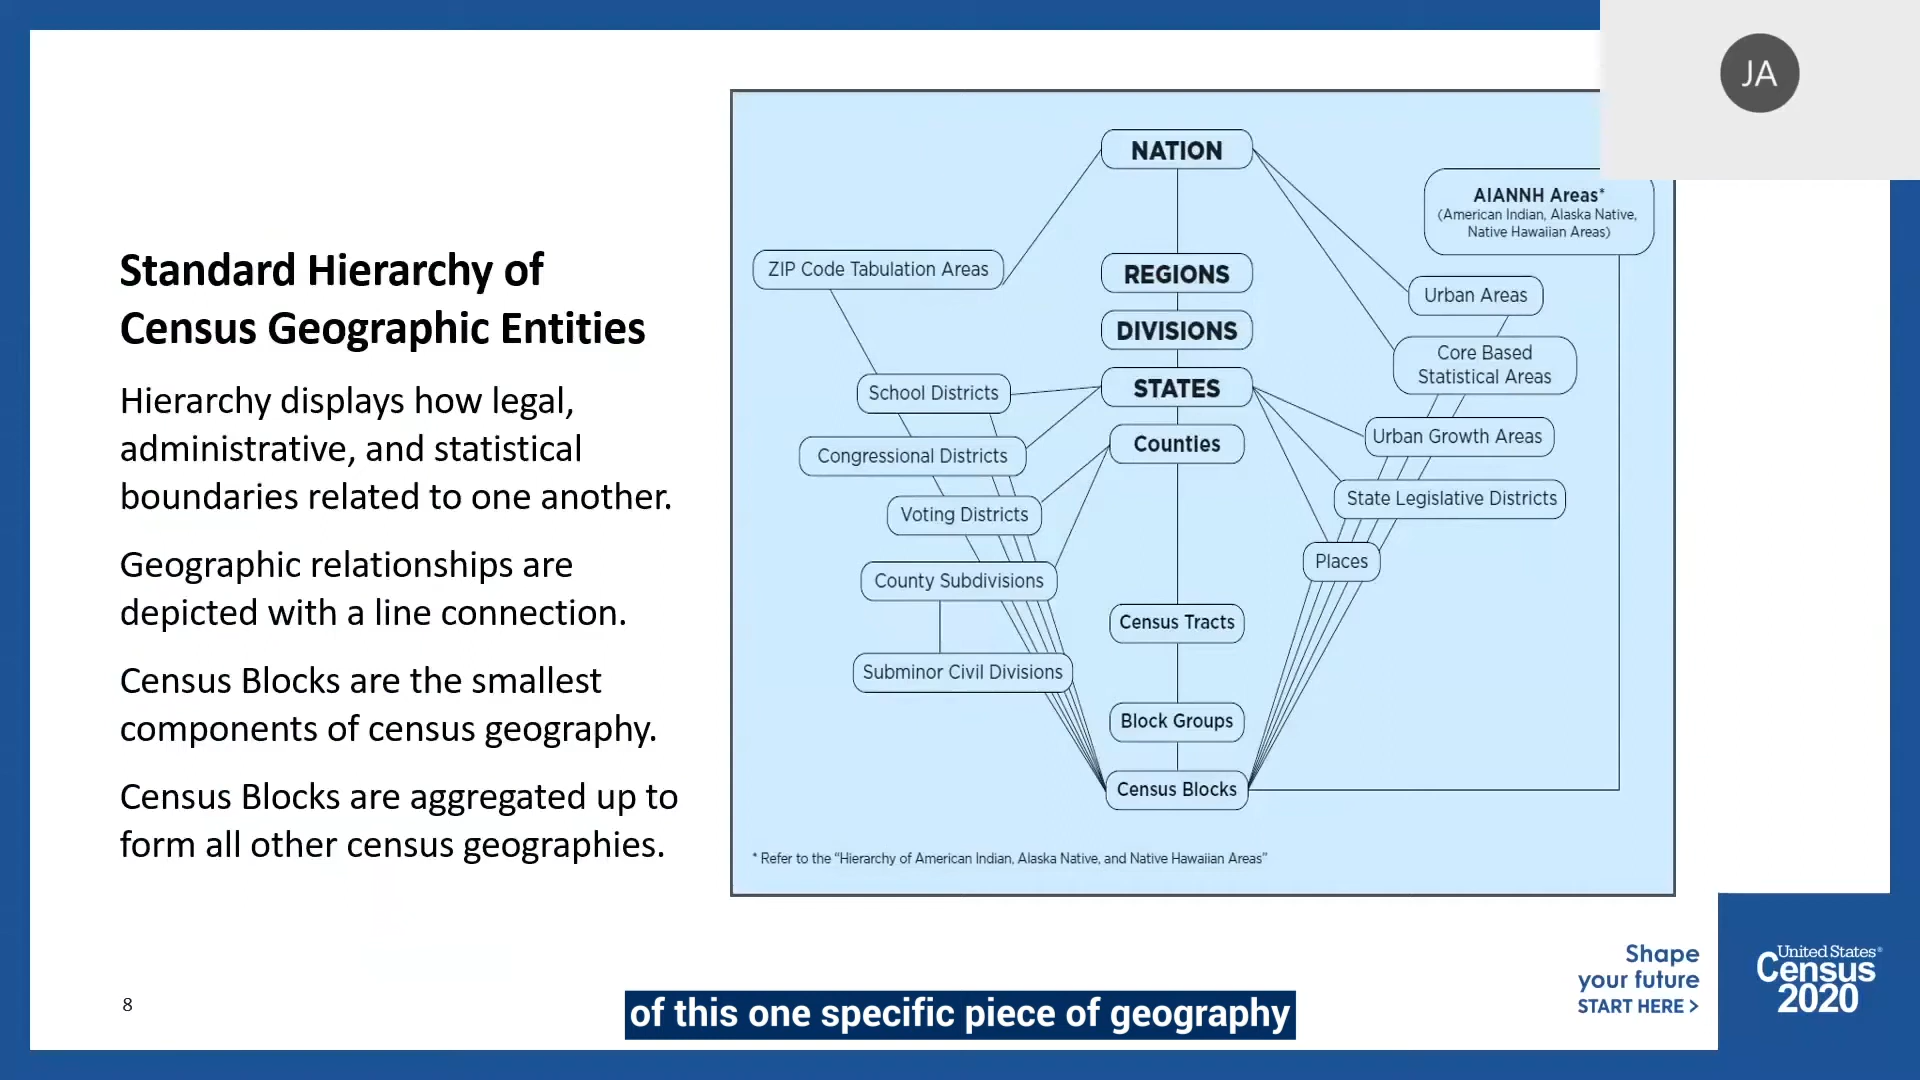 JA
Standard Hierarchy of
Census Geographic Entities
Hierarchy displays how legal,
administrative, and statistical
boundaries related to one another.
Geographic relationships are
depicted with a line connection.
Census Blocks are the smallest
components of census geography.
Census Blocks are aggregated up to
form all other census geographies.
NATION
AIANNH Areas*
(American Indian, Alaska Native,
Native Hawaiian Areas)
ZIP Code Tabulation Areas
REGIONS
Urban Areas
DIVISIONS
Core Based
Statistical Areas
School Districts
STATES
Urban Growth Areas
Congressional Districts
Counties
State Legislative Districts
Voting Districts
Places
County Subdivisions
Census Tracts
Subminor Civil Divisions
Block Groups
Census Blocks
* Refer to the "Hierarchy of American Indian, Alaska Native, and Native Hawaiian Areas"
8
of this one specific piece of geography
Shape
your future
START HERE >
United States®
Census
2020